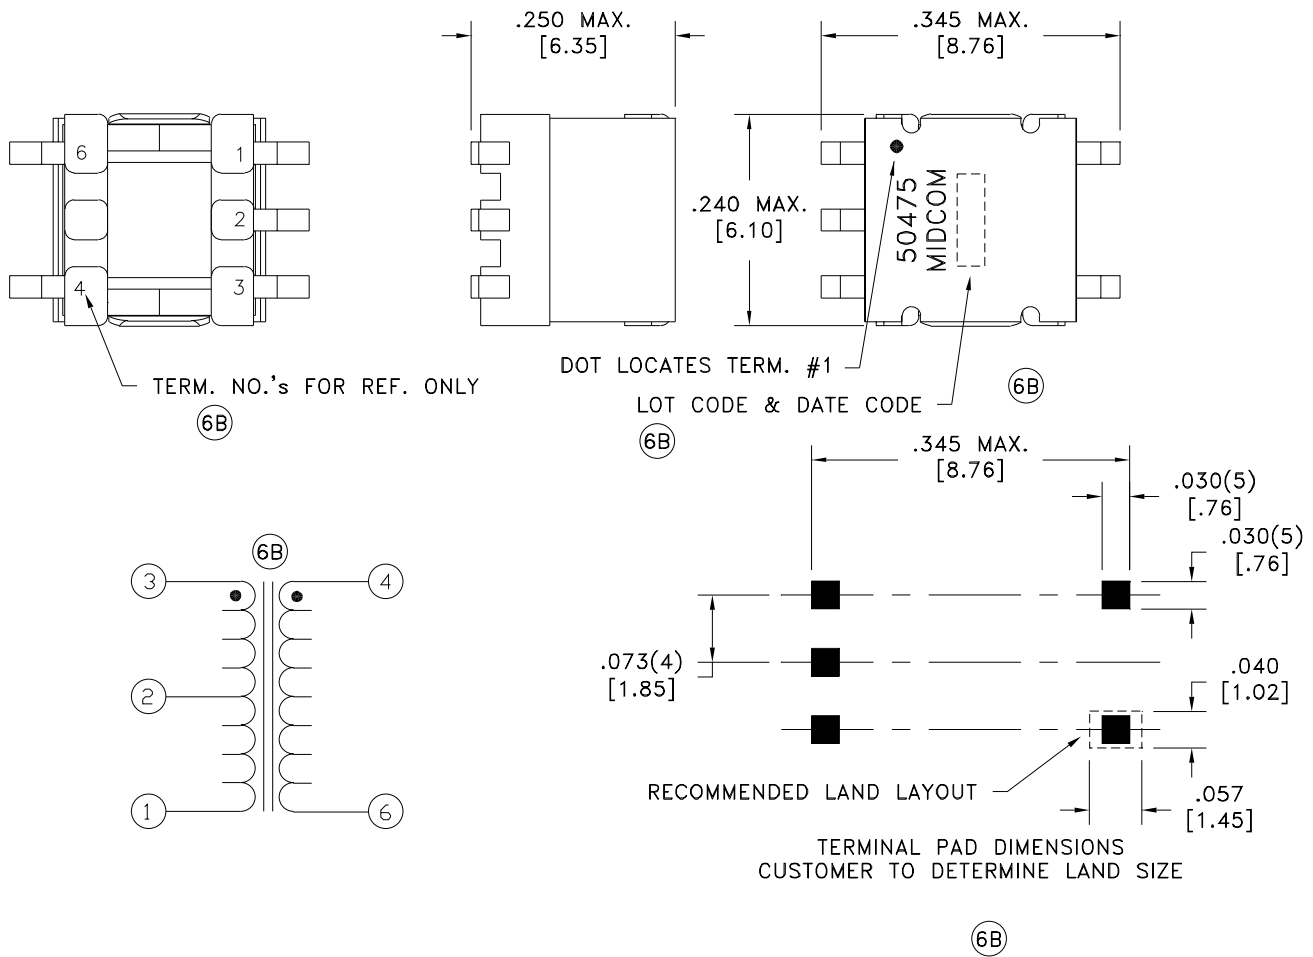 .250 MAX.
[6.35]
.345 MAX.
[8.76]
6
1
2
4
3
.240 MAX.
[6.10]
50475
MIDCOM
DOT LOCATES TERM. #1
LOT CODE & DATE CODE
TERM. NO.'s FOR REF. ONLY
6B
6B
6B
.345 MAX.
[8.76]
.030(5)
[.76]
.030(5)
[.76]
.073(4)
[1.85]
.040
[1.02]
RECOMMENDED LAND LAYOUT
.057
[1.45]
TERMINAL PAD DIMENSIONS
CUSTOMER TO DETERMINE LAND SIZE
6B
6B
3
4
2
1
6